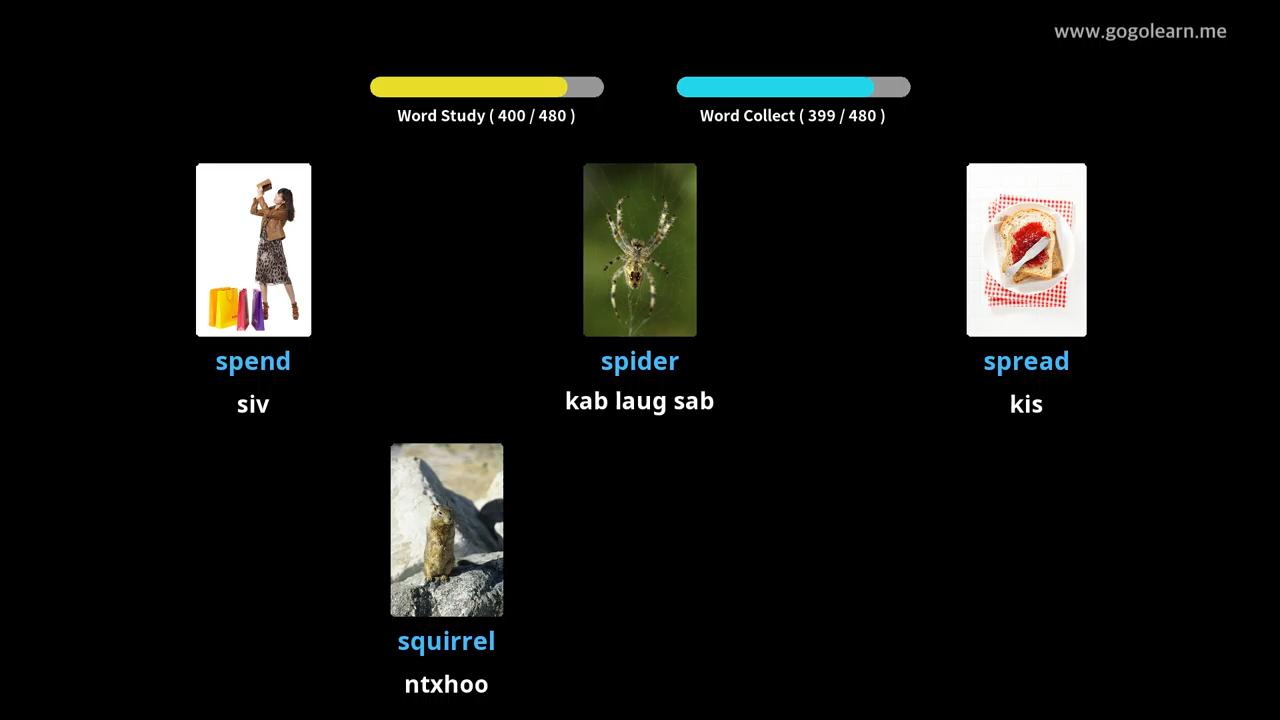 www.gogolearn.me
Word Study ( 400 / 480 )
Word Collect ( 399 / 480 )
spend
siv
spider
kab laug sab
spread
kis
squirrel
ntxhoo